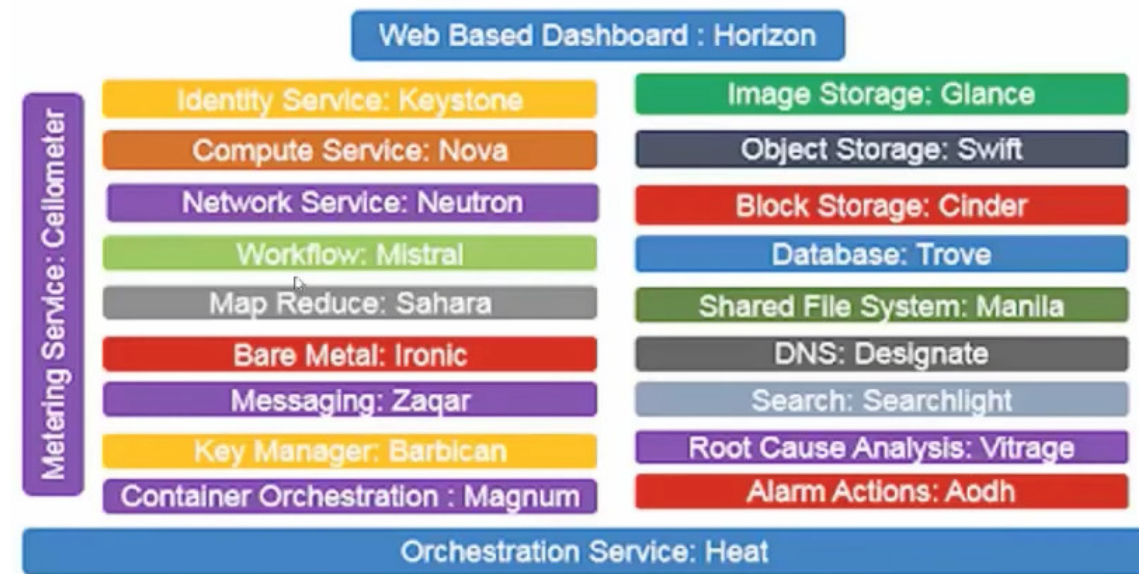 Web Based Dashboard : Horizon
Metering Service: Ceilometer
Identity Service: Keystone
Compute Service: Nova
Network Service: Neutron
Workflow: Mistral
Map Reduce: Sahara
Bare Metal: Ironic
Messaging: Zaqar
Key Manager: Barbican
Container Orchestration : Magnum
Image Storage: Glance
Object Storage: Swift
Block Storage: Cinder
Database: Trove
Shared File System: Manila
DNS: Designate
Search: Searchlight
Root Cause Analysis: Vitrage
Alarm Actions: Aodh
Orchestration Service: Heat